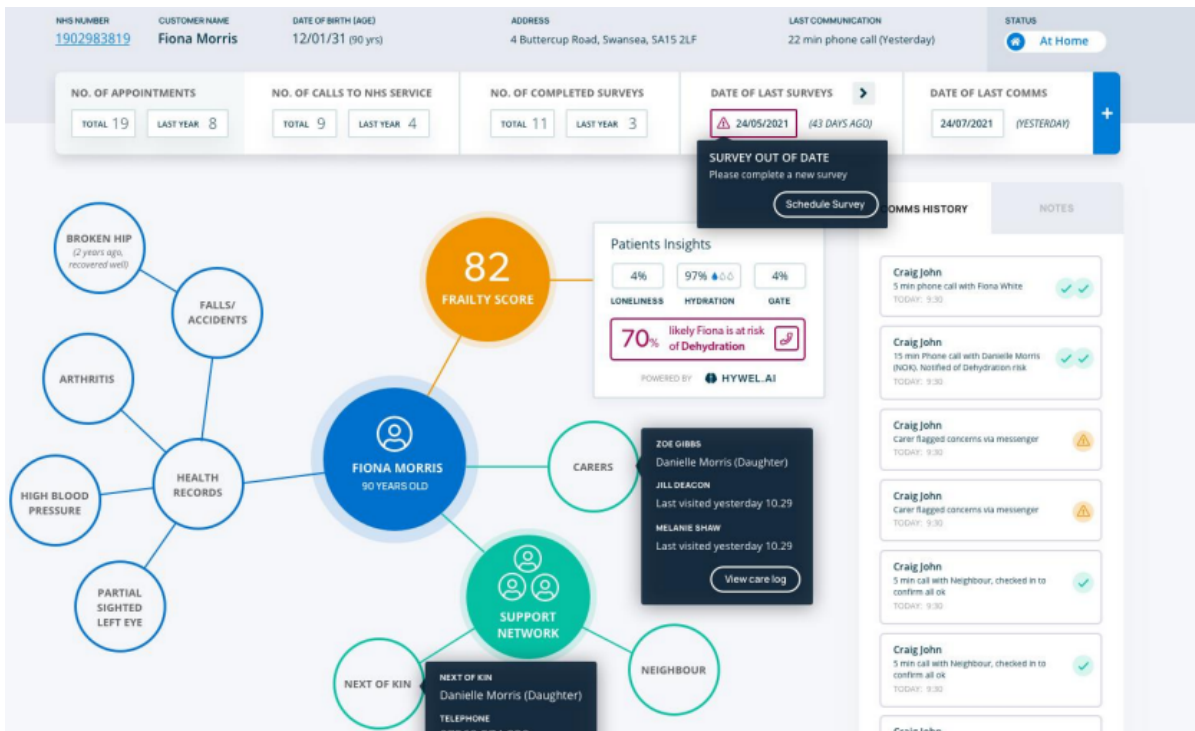 NHS NUMBER
1902983819
CUSTOMER NAME
Fiona Morris
DATE OF BIRTH (AGE)
12/01/31 (90 yrs)
ADDRESS
4 Buttercup Road, Swansea, SA15 2LF
LAST COMMUNICATION
22 min phone call (Yesterday)
STATUS
At Home
NO. OF APPOINTMENTS
TOTAL 19 LAST YEAR 8
NO. OF CALLS TO NHS SERVICE
TOTAL 9 LAST YEAR 4
NO. OF COMPLETED SURVEYS
TOTAL 11 LAST YEAR 3
DATE OF LAST SURVEYS
24/05/2021 (43 DAYS AGO)
DATE OF LAST COMMS
24/07/2021 (YESTERDAY)
+
SURVEY OUT OF DATE
Please complete a new survey
Schedule Survey
BROKEN HIP
(2 years ago,
recovered well)
FALLS/
ACCIDENTS
ARTHRITIS
HIGH BLOOD
PRESSURE
HEALTH
RECORDS
PARTIAL
SIGHTED
LEFT EYE
82
FRAILTY SCORE
FIONA MORRIS
90 YEARS OLD
Patients Insights
4% 97% 4%
LONELINESS HYDRATION GATE
70% likely Fiona is at risk
of Dehydration
POWERED BY HYWEL.AI
CARERS
ZOE GIBBS
Danielle Morris (Daughter)
JILL DEACON
Last visited yesterday 10.29
MELANIE SHAW
Last visited yesterday 10.29
View care log
SUPPORT
NETWORK
NEIGHBOUR
NEXT OF KIN
NEXT OF KIN
Danielle Morris (Daughter)
TELEPHONE
COMMS HISTORY
NOTES
Craig John
5 min phone call with Fiona White
TODAY: 9:30
Craig John
15 min Phone call with Danielle Morris
(NOK). Notified of Dehydration risk
TODAY: 9:30
Craig John
Carer flagged concerns via messenger
TODAY: 9:30
Craig John
Carer flagged concerns via messenger
TODAY: 9:30
Craig John
5 min call with Neighbour, checked in to
confirm all ok
TODAY: 9:30
Craig John
5 min call with Neighbour, checked in to
confirm all ok
TODAY: 9:30
Craig John